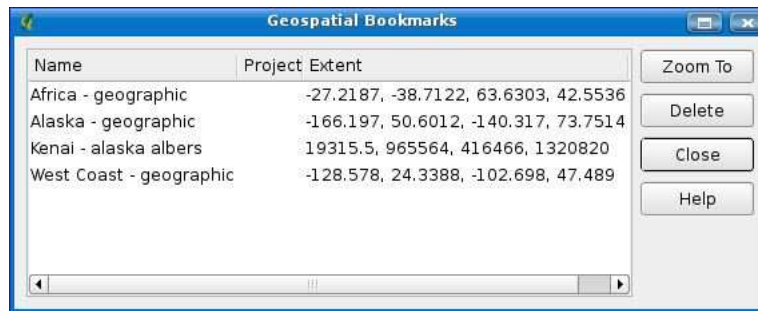 Geospatial Bookmarks
Name Project Extent
Africa - geographic -27.2187, -38.7122, 63.6303, 42.5536
Alaska - geographic -166.197, 50.6012, -140.317, 73.7514
Kenai - alaska albers 19315.5, 965564, 416466, 1320820
West Coast - geographic -128.578, 24.3388, -102.698, 47.489
Zoom To
Delete
Close
Help